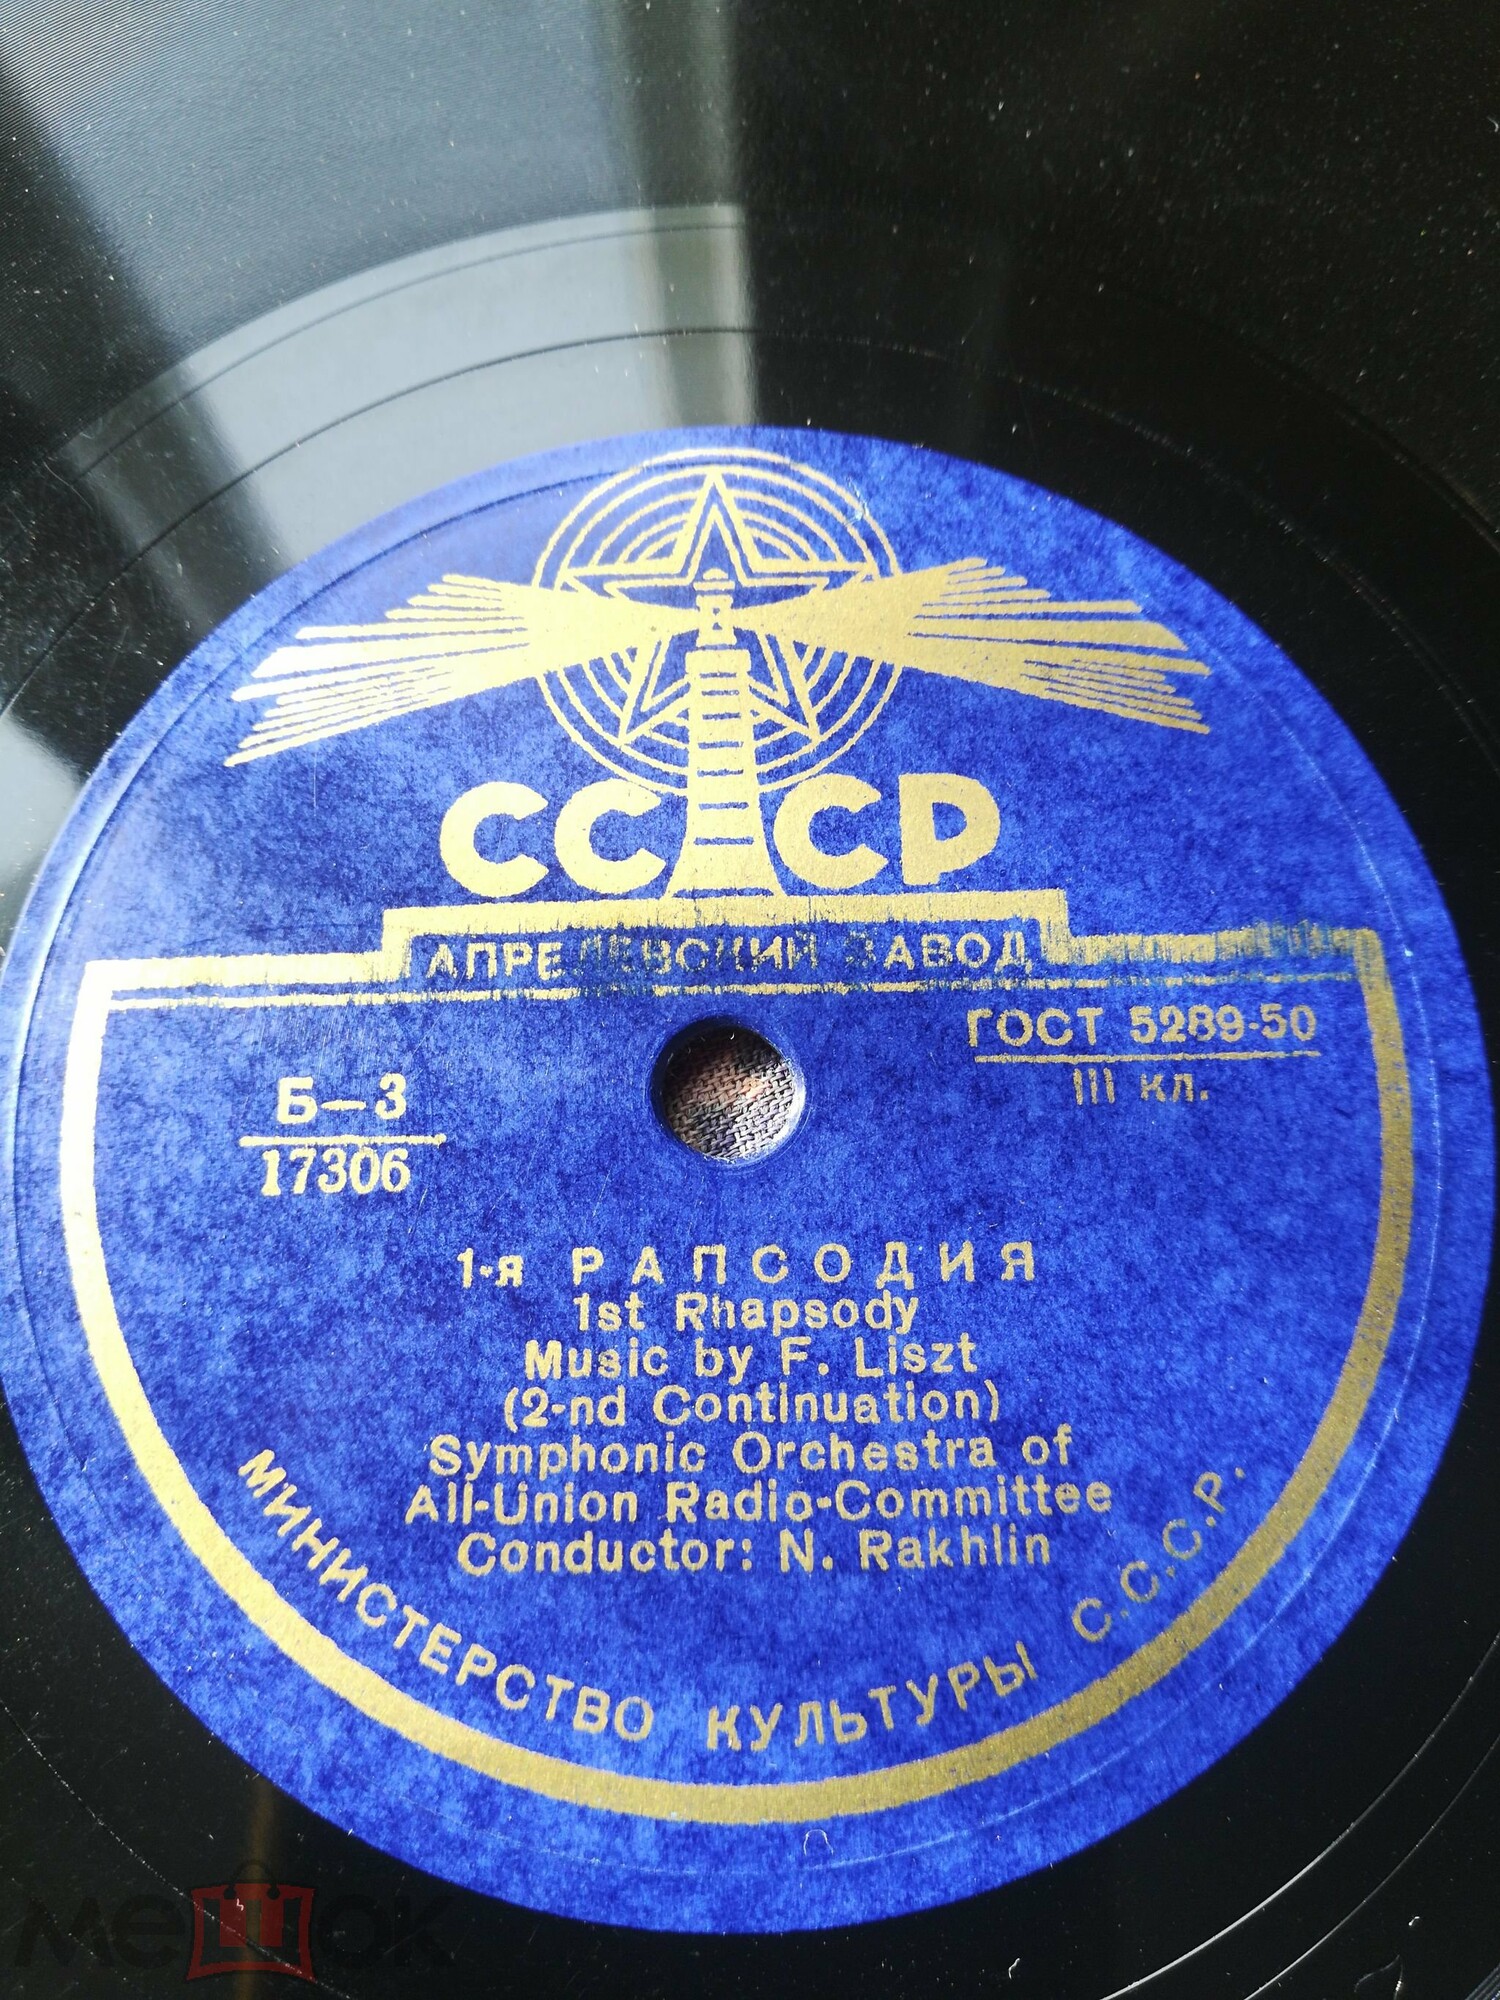 СССР
АПРЕЛЕВСКИЙ ЗАВОД
ГОСТ 5289-50
III кл.
Б—3
17306
1-я РАПСОДИЯ
1st Rhapsody
Music by F. Liszt
(2-nd Continuation)
Symphonic Orchestra of
All-Union Radio-Committee
Conductor: N. Rakhlin
МИНИСТЕРСТВО КУЛЬТУРЫ С.С.С.Р.
мешок